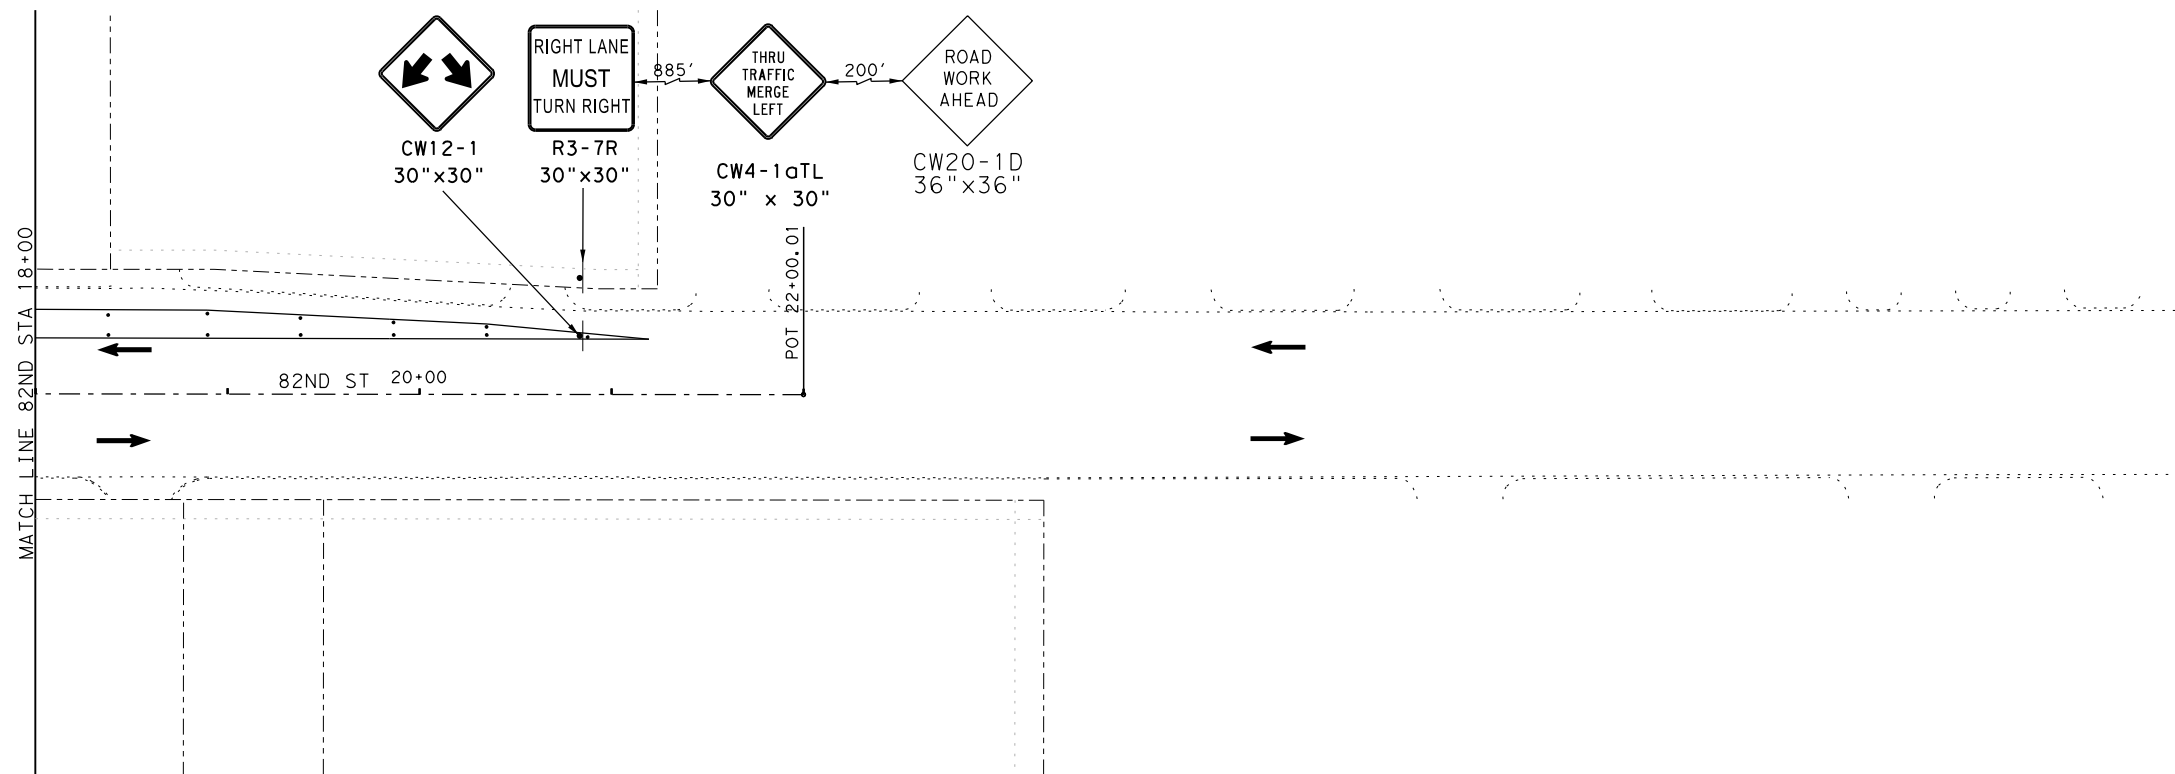 RIGHT LANE
MUST
TURN RIGHT
885'
THRU
TRAFFIC
MERGE
LEFT
200'
ROAD
WORK
AHEAD
CW12-1
30"x30"
R3-7R
30"x30"
CW4-1aTL
30" x 30"
CW20-1D
36"x36"
MATCH LINE 82ND STA 18+00
POT 22+00.01
82ND ST 20+00